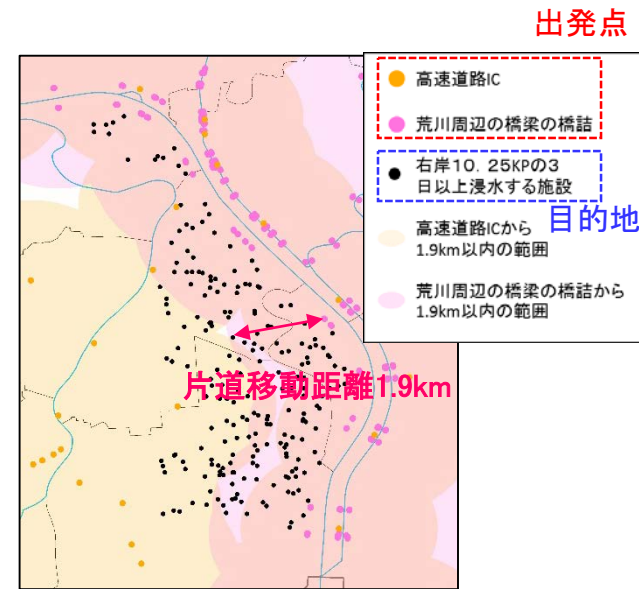 出発点
高速道路IC
荒川周辺の橋梁の橋詰
右岸10.25KPの3
日以上浸水する施設
目的地
高速道路ICから
1.9km以内の範囲
荒川周辺の橋梁の橋詰から
1.9km以内の範囲
片道移動距離1.9km